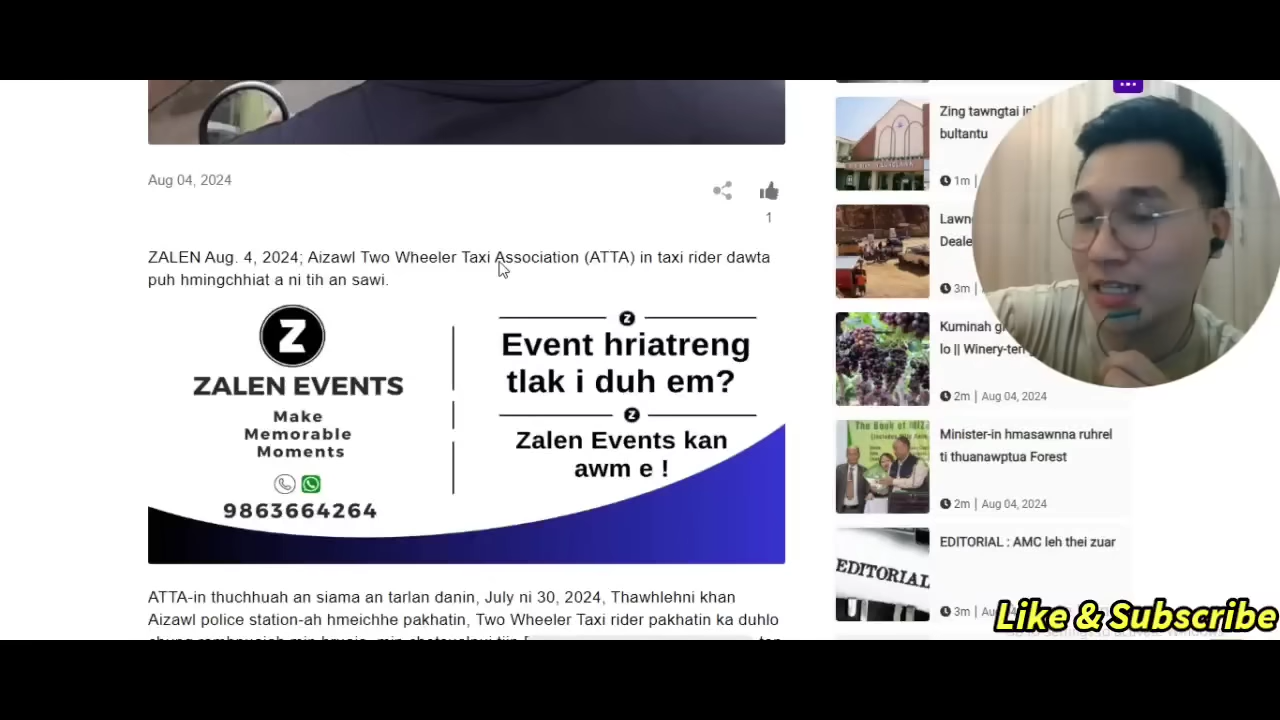 Aug 04, 2024
1
ZALEN Aug. 4, 2024; Aizawl Two Wheeler Taxi Association (ATTA) in taxi rider dawta
puh hmingchhiat a ni tih an sawi.
Z
ZALEN EVENTS
Make
Memorable
Moments
9863664264
Z
Event hriatreng
tlak i duh em?
Z
Zalen Events kan
awm e !
ATTA-in thuchhuah an siama an tarlan danin, July ni 30, 2024, Thawhlehni khan
Aizawl police station-ah hmeichhe pakhatin, Two Wheeler Taxi rider pakhatin ka duhlo
Zing tawngtai
bultantu
1m |
Deale
3m |
Kuminah
lo || Winery-ten
2m | Aug 04, 2024
The Book of
Minister-in hmasawnna ruhrel
ti thuanawptua Forest
2m | Aug 04, 2024
EDITORIAL
EDITORIAL : AMC leh thei zuar
3m |
Like & Subscribe